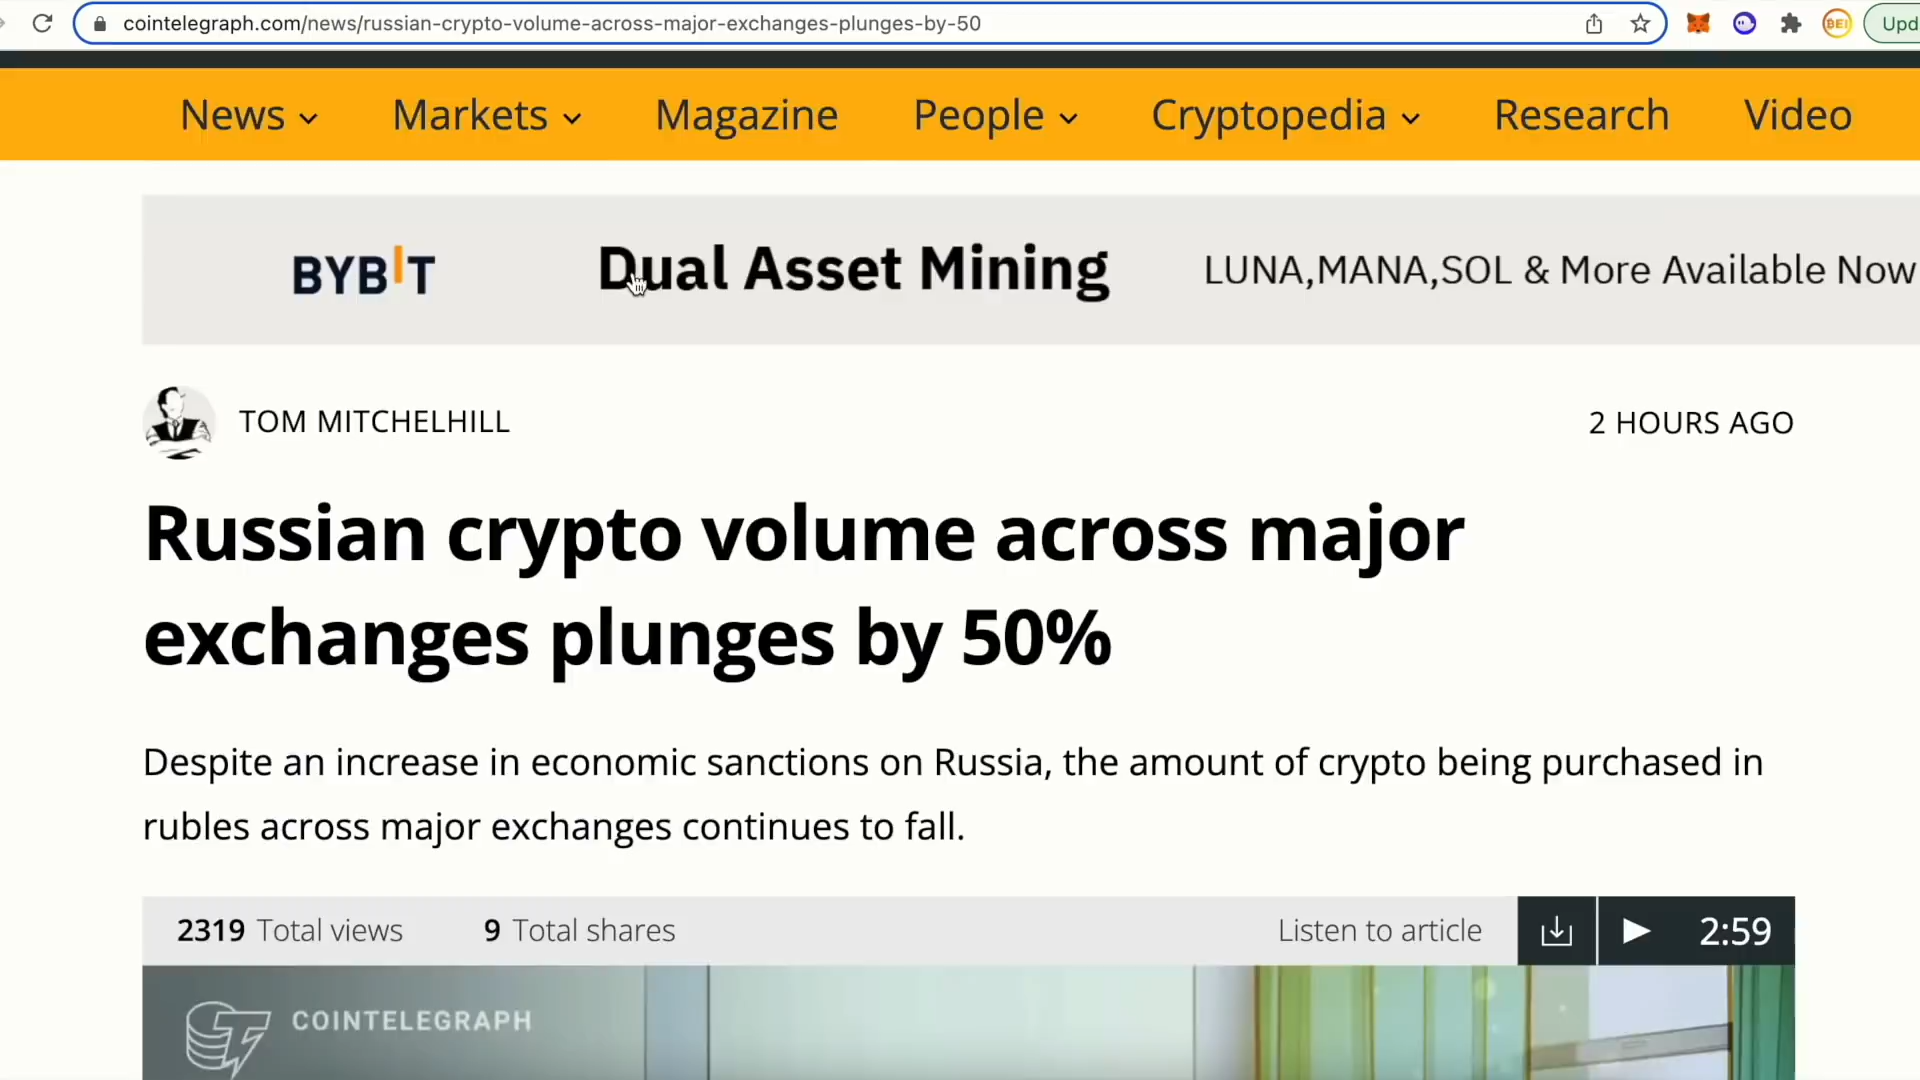 cointelegraph.com/news/russian-crypto-volume-across-major-exchanges-plunges-by-50
BEI
Upd
News Markets Magazine People Cryptopedia Research Video
BYBIT Dual Asset Mining LUNA,MANA,SOL & More Available Now
TOM MITCHELHILL 2 HOURS AGO
Russian crypto volume across major
exchanges plunges by 50%
Despite an increase in economic sanctions on Russia, the amount of crypto being purchased in
rubles across major exchanges continues to fall.
2319 Total views 9 Total shares Listen to article 2:59
COINTELEGRAPH